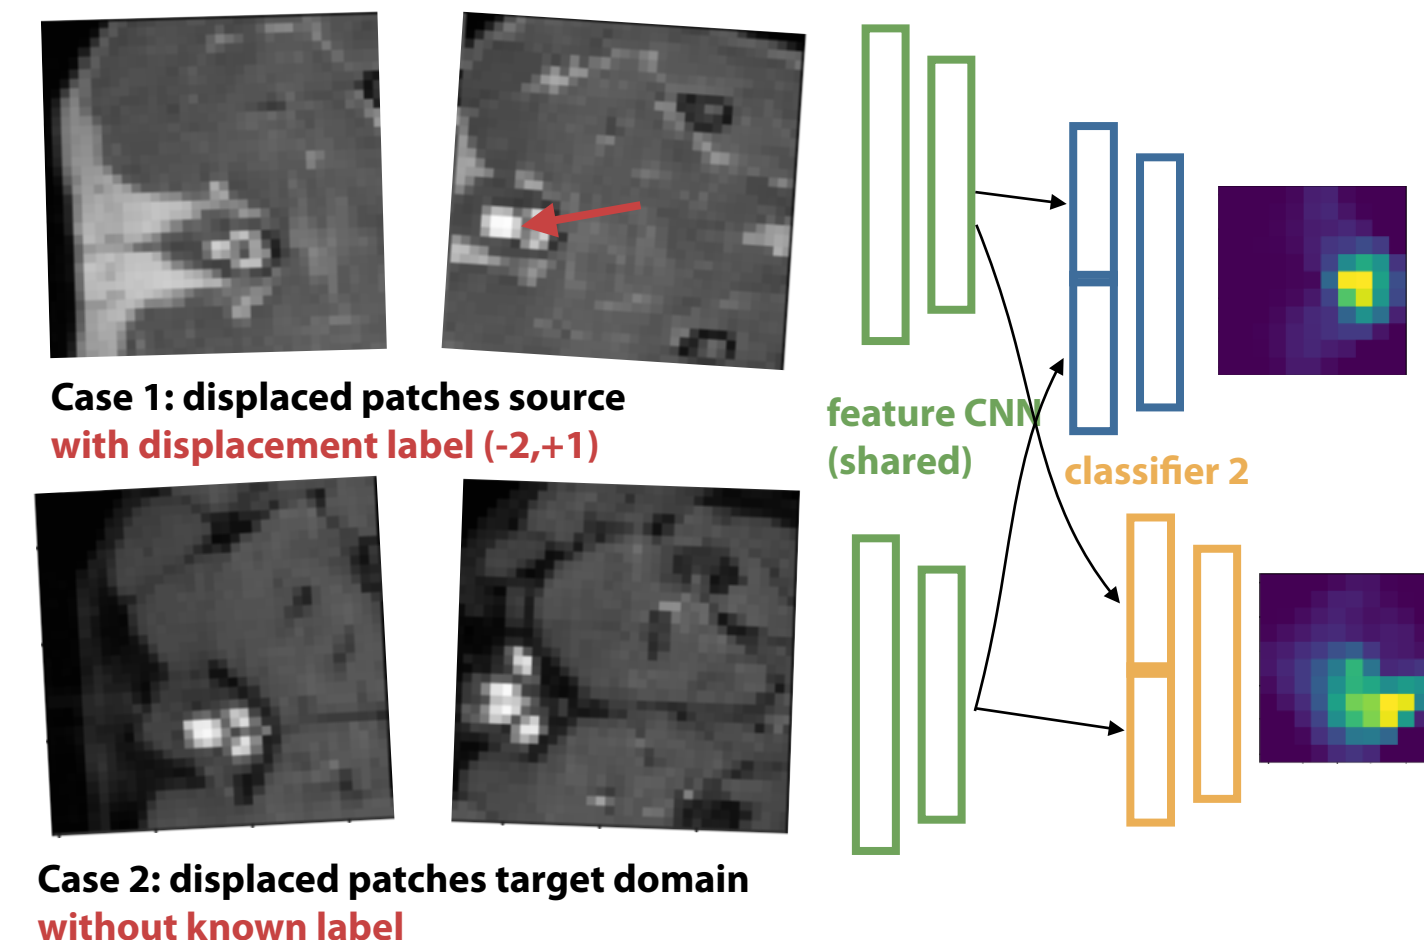 Case 1: displaced patches source
with displacement label (-2,+1)
feature CNN
(shared)
classifier 2
Case 2: displaced patches target domain
without known label